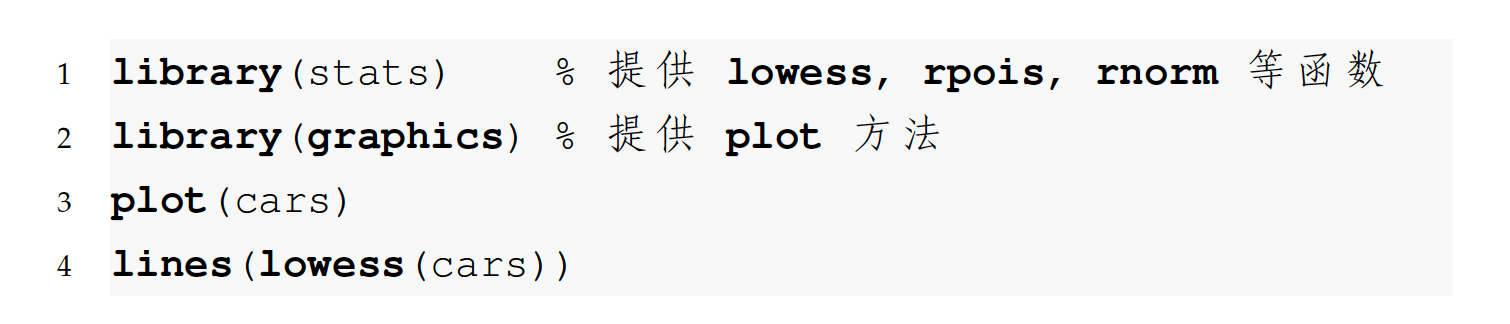 1 library(stats)    % 提供 lowess, rpois, rnorm 等函数
2 library(graphics) % 提供 plot 方法
3 plot(cars)
4 lines(lowess(cars))